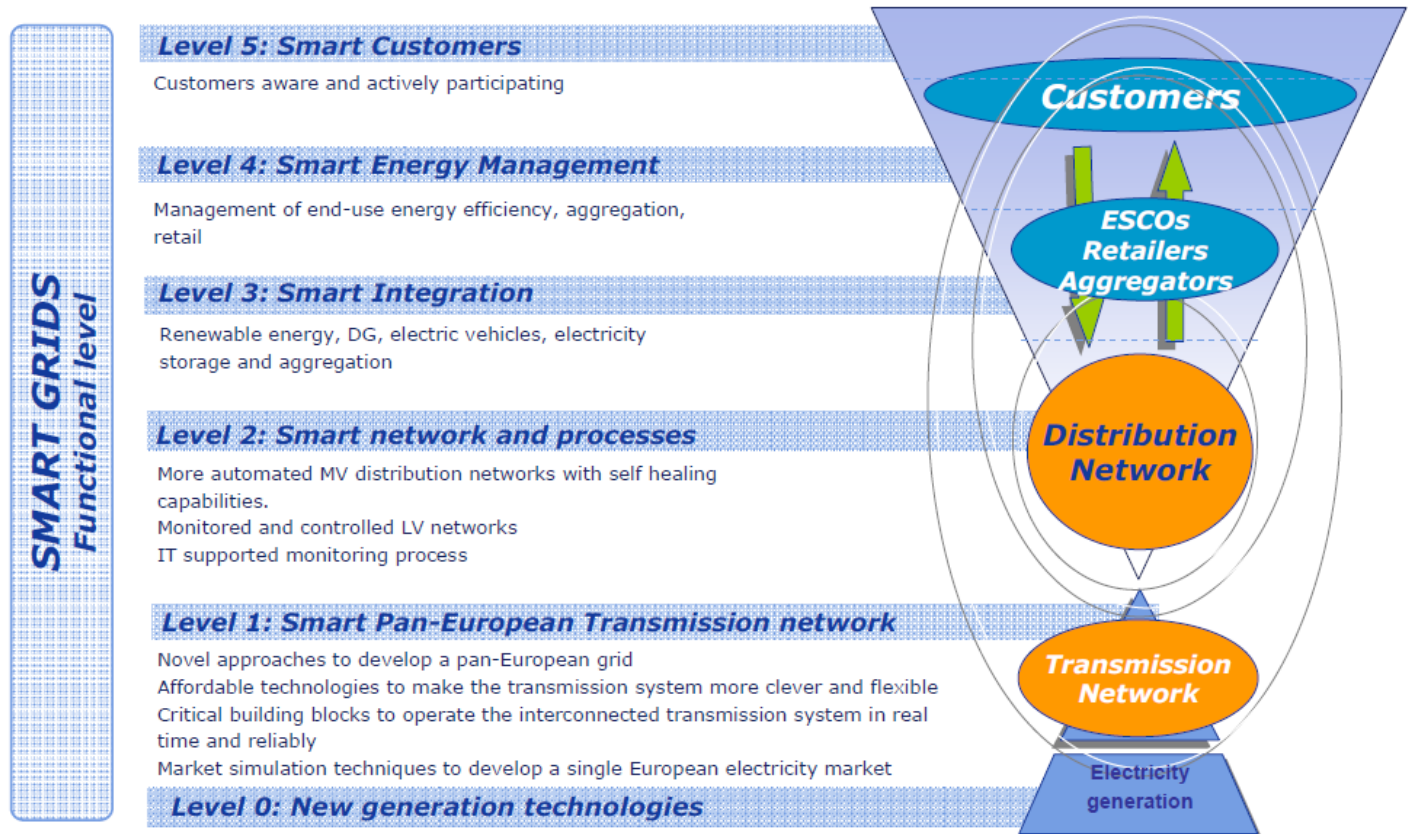 SMART GRIDS
Functional level
Level 5: Smart Customers
Customers aware and actively participating
Level 4: Smart Energy Management
Management of end-use energy efficiency, aggregation,
retail
Level 3: Smart Integration
Renewable energy, DG, electric vehicles, electricity
storage and aggregation
Level 2: Smart network and processes
More automated MV distribution networks with self healing
capabilities.
Monitored and controlled LV networks
IT supported monitoring process
Level 1: Smart Pan-European Transmission network
Novel approaches to develop a pan-European grid
Affordable technologies to make the transmission system more clever and flexible
Critical building blocks to operate the interconnected transmission system in real
time and reliably
Market simulation techniques to develop a single European electricity market
Level 0: New generation technologies
Customers
ESCOs
Retailers
Aggregators
Distribution
Network
Transmission
Network
Electricity
generation